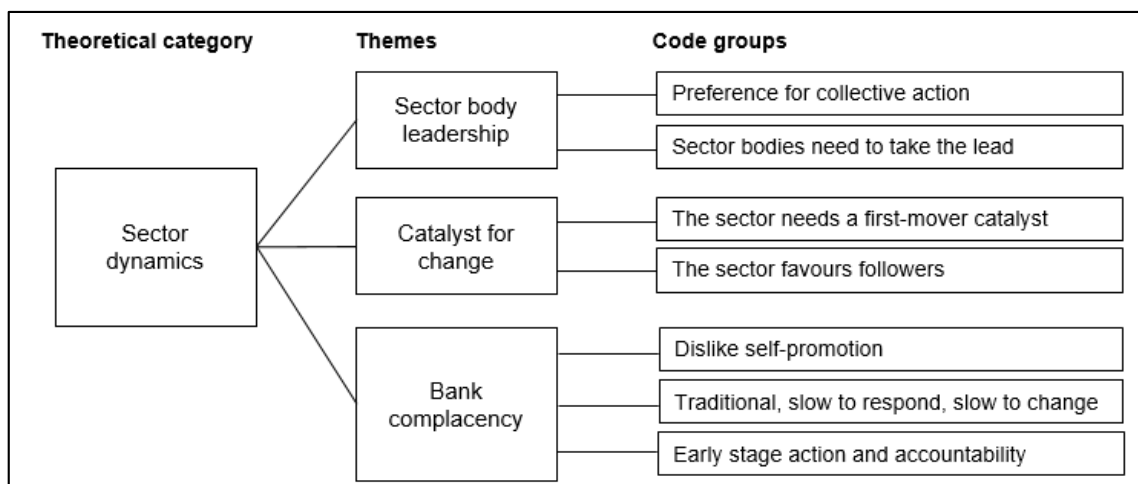 Theoretical category
Themes
Code groups
Sector
dynamics
Sector body
leadership
Preference for collective action
Sector bodies need to take the lead
Catalyst for
change
The sector needs a first-mover catalyst
The sector favours followers
Bank
complacency
Dislike self-promotion
Traditional, slow to respond, slow to change
Early stage action and accountability